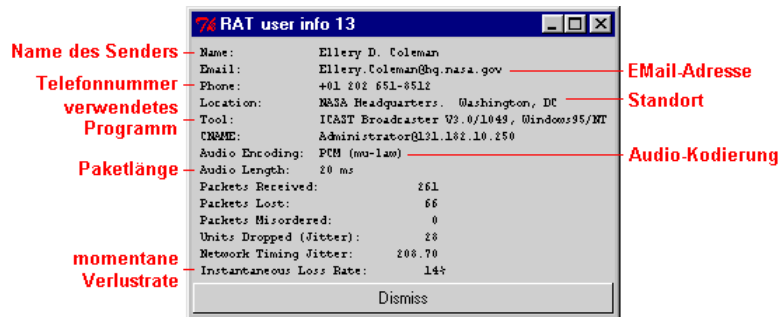 RAT user info 13
Name des Senders
Name: Ellery D. Coleman
Email: Ellery.Coleman@hq.nasa.gov
EMail-Adresse
Telefonnummer
Phone: +01 202 651-8512
verwendetes
Programm
Location: NASA Headquarters. Washington, DC
Standort
Tool: ICAST Broadcaster V3.0/1049, Windows95/NT
CNAME: Administrator@131.182.10.250
Audio Encoding: PCM (mu-law)
Audio-Kodierung
Paketlänge
Audio Length: 20 ms
Packets Received: 261
Packets Lost: 66
Packets Misordered: 0
Units Dropped (Jitter): 28
Network Timing Jitter: 208.70
momentane
Verlustrate
Instantaneous Loss Rate: 14%
Dismiss